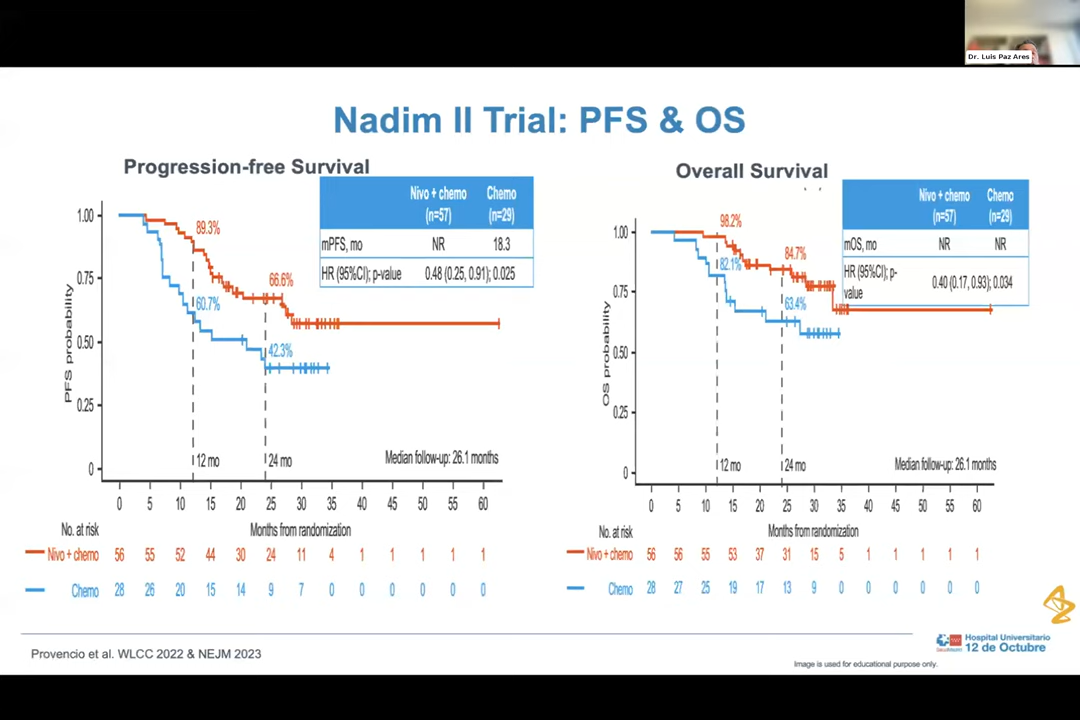 Dr. Luis Paz Ares
Nadim II Trial: PFS & OS
Progression-free Survival
Nivo + chemo (n=57) Chemo (n=29)
mPFS, mo NR 18.3
HR (95%CI); p-value 0.48 (0.25, 0.91); 0.025
PFS probability
1.00
0.75
0.50
0.25
0
89.3%
66.6%
60.7%
42.3%
12 mo
24 mo
Median follow-up: 26.1 months
0 5 10 15 20 25 30 35 40 45 50 55 60
No. at risk
Months from randomization
Nivo + chemo 56 55 52 44 30 24 11 4 1 1 1 1 1
Chemo 28 26 20 15 14 9 7 0 0 0 0 0 0
Overall Survival
Nivo + chemo (n=57) Chemo (n=29)
mOS, mo NR NR
HR (95%CI); p-value 0.40 (0.17, 0.93); 0.034
OS probability
1.00
0.75
0.50
0.25
0
98.2%
84.7%
82.1%
63.4%
12 mo
24 mo
Median follow-up: 26.1 months
0 5 10 15 20 25 30 35 40 45 50 55 60
No. at risk
Months from randomization
Nivo + chemo 56 56 55 53 37 31 15 5 1 1 1 1 1
Chemo 28 27 25 19 17 13 9 0 0 0 0 0 0
Provencio et al. WLCC 2022 & NEJM 2023
Hospital Universitario
12 de Octubre
Image is used for educational purpose only.